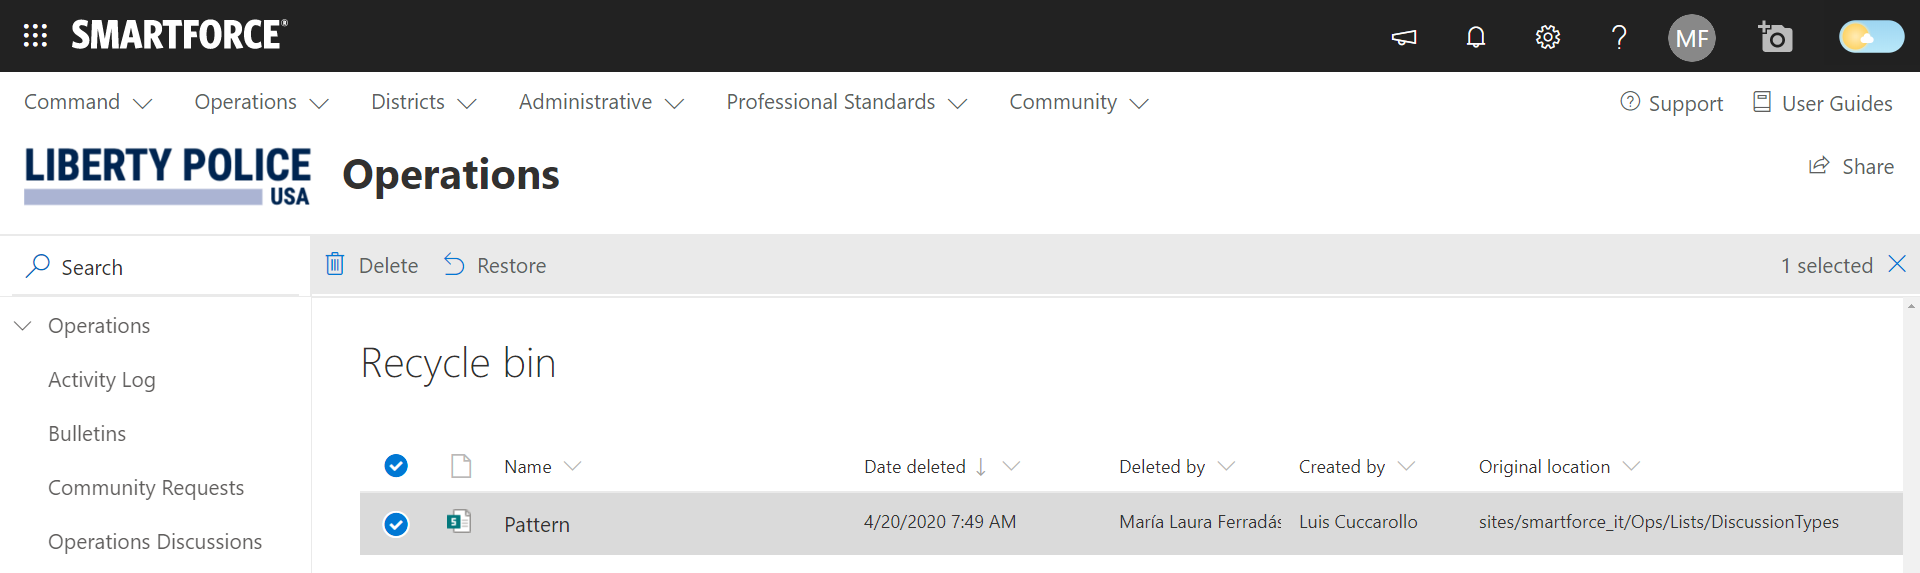 SMARTFORCE®
MF
Command Operations Districts Administrative Professional Standards Community Support User Guides
LIBERTY POLICE
USA
Operations
Share
Search
Delete Restore 1 selected
Operations
Activity Log
Bulletins
Community Requests
Operations Discussions
Recycle bin
Name Date deleted ↓ Deleted by Created by Original location
Pattern 4/20/2020 7:49 AM María Laura Ferradás Luis Cuccarollo sites/smartforce_it/Ops/Lists/DiscussionTypes